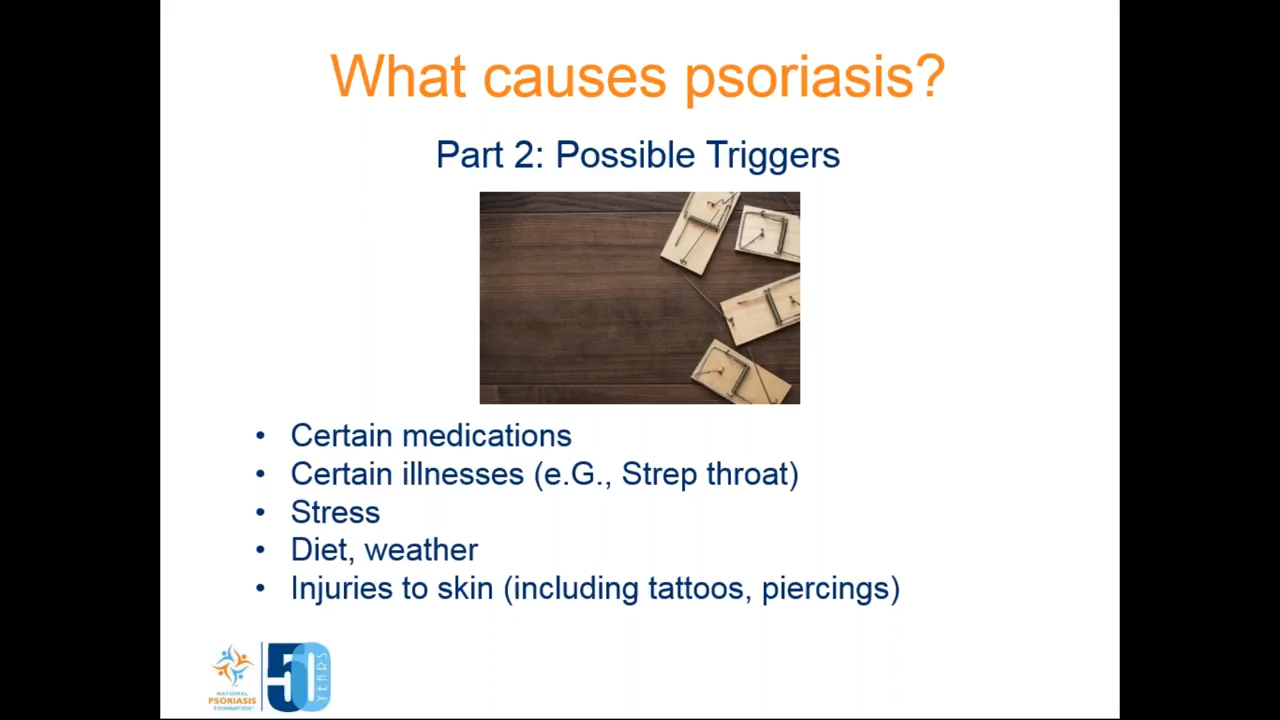 What causes psoriasis?
Part 2: Possible Triggers
• Certain medications
• Certain illnesses (e.G., Strep throat)
• Stress
• Diet, weather
• Injuries to skin (including tattoos, piercings)
NATIONAL
PSORIASIS
FOUNDATION
50
YEARS